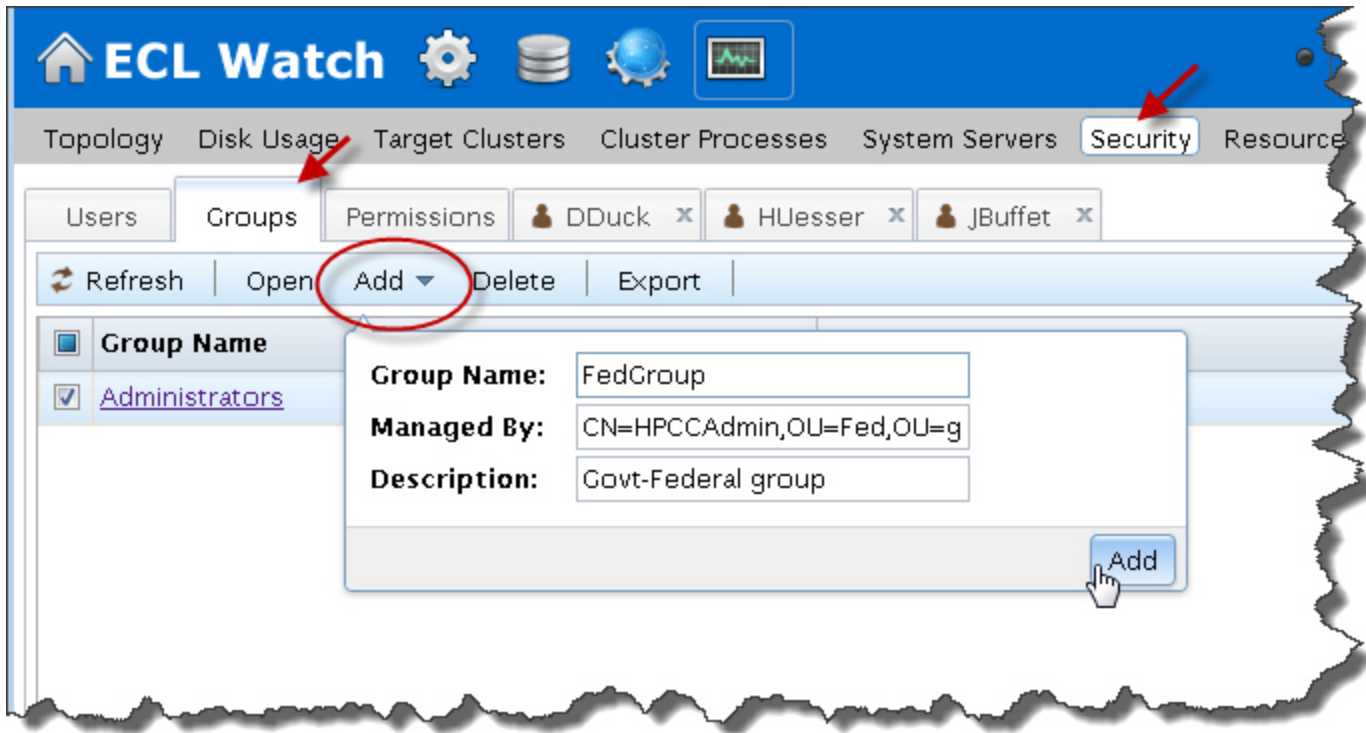 ECL Watch
Topology Disk Usage Target Clusters Cluster Processes System Servers Security Resource
Users Groups Permissions DDuck x HUesser x JBuffet x
Refresh Open Add Delete Export
Group Name
Administrators
Group Name: FedGroup
Managed By: CN=HPCCAdmin,OU=Fed,OU=g
Description: Govt-Federal group
Add